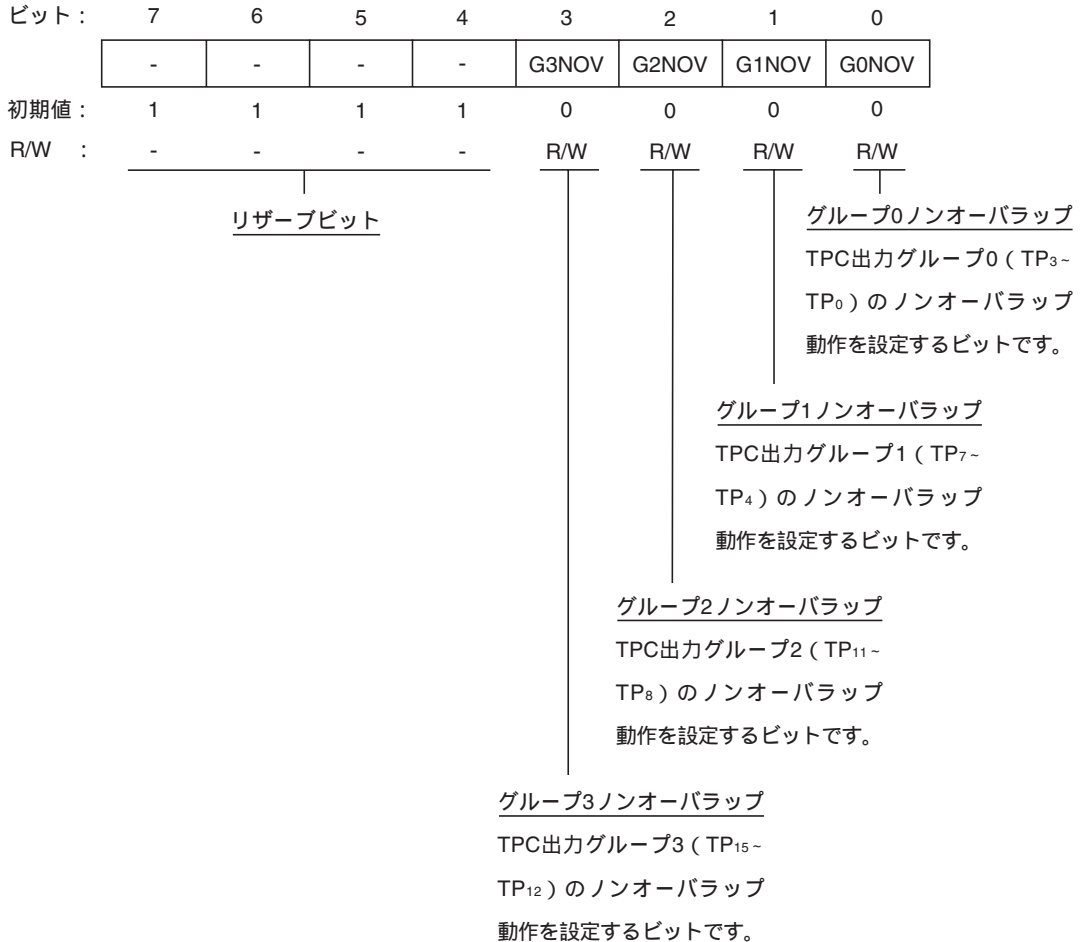 ビット： 7 6 5 4 3 2 1 0
- - - - G3NOV G2NOV G1NOV G0NOV
初期値： 1 1 1 1 0 0 0 0
R/W ： - - - - R/W R/W R/W R/W
リザーブビット
グループ0ノンオーバラップ
TPC出力グループ0（TP₃~
TP₀）のノンオーバラップ
動作を設定するビットです。
グループ1ノンオーバラップ
TPC出力グループ1（TP₇~
TP₄）のノンオーバラップ
動作を設定するビットです。
グループ2ノンオーバラップ
TPC出力グループ2（TP₁₁~
TP₈）のノンオーバラップ
動作を設定するビットです。
グループ3ノンオーバラップ
TPC出力グループ3（TP₁₅~
TP₁₂）のノンオーバラップ
動作を設定するビットです。